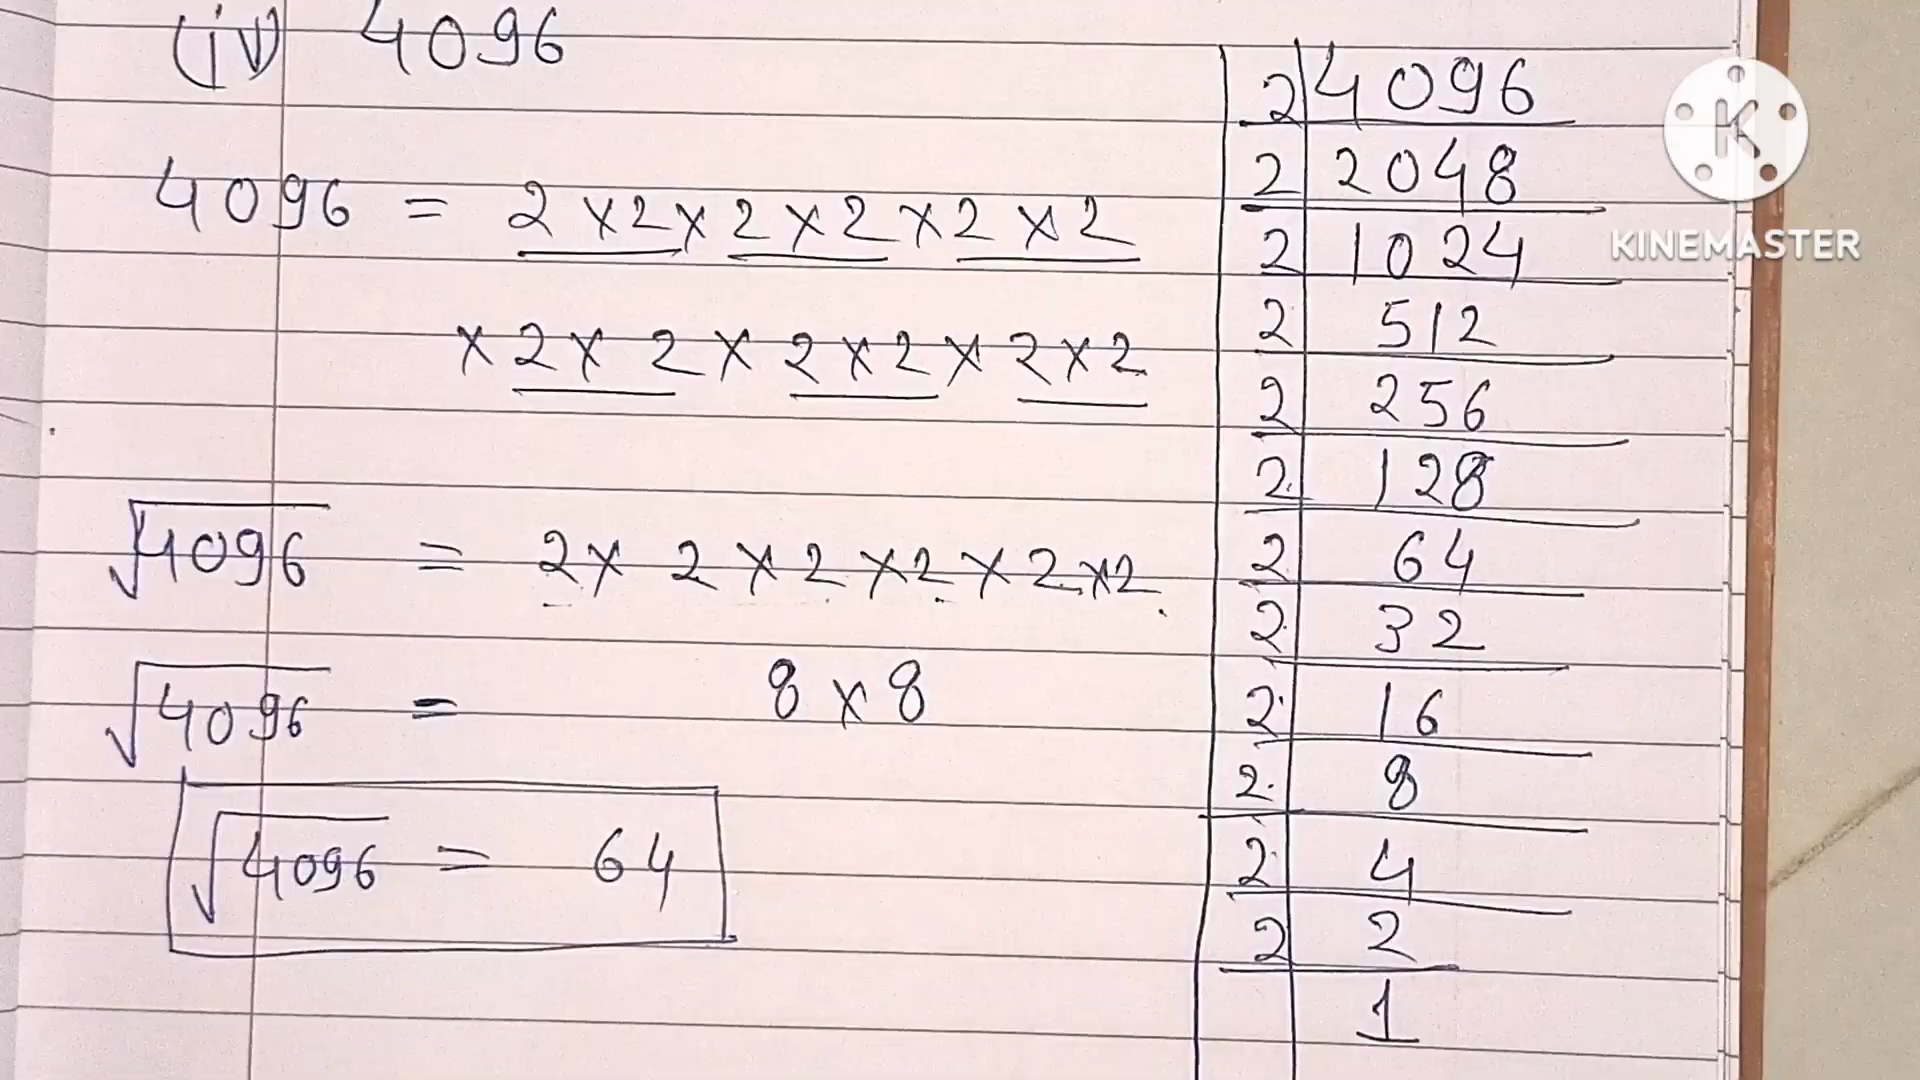 (iv) 4096
4096 = 2 × 2 × 2 × 2 × 2 × 2
× 2 × 2 × 2 × 2 × 2 × 2
√4096 = 2 × 2 × 2 × 2 × 2 × 2
√4096 = 8 × 8
√4096 = 64
2 4096
2 2048
2 1024
2 512
2 256
2 128
2 64
2 32
2 16
2 8
2 4
2 2
1
K
KINEMASTER